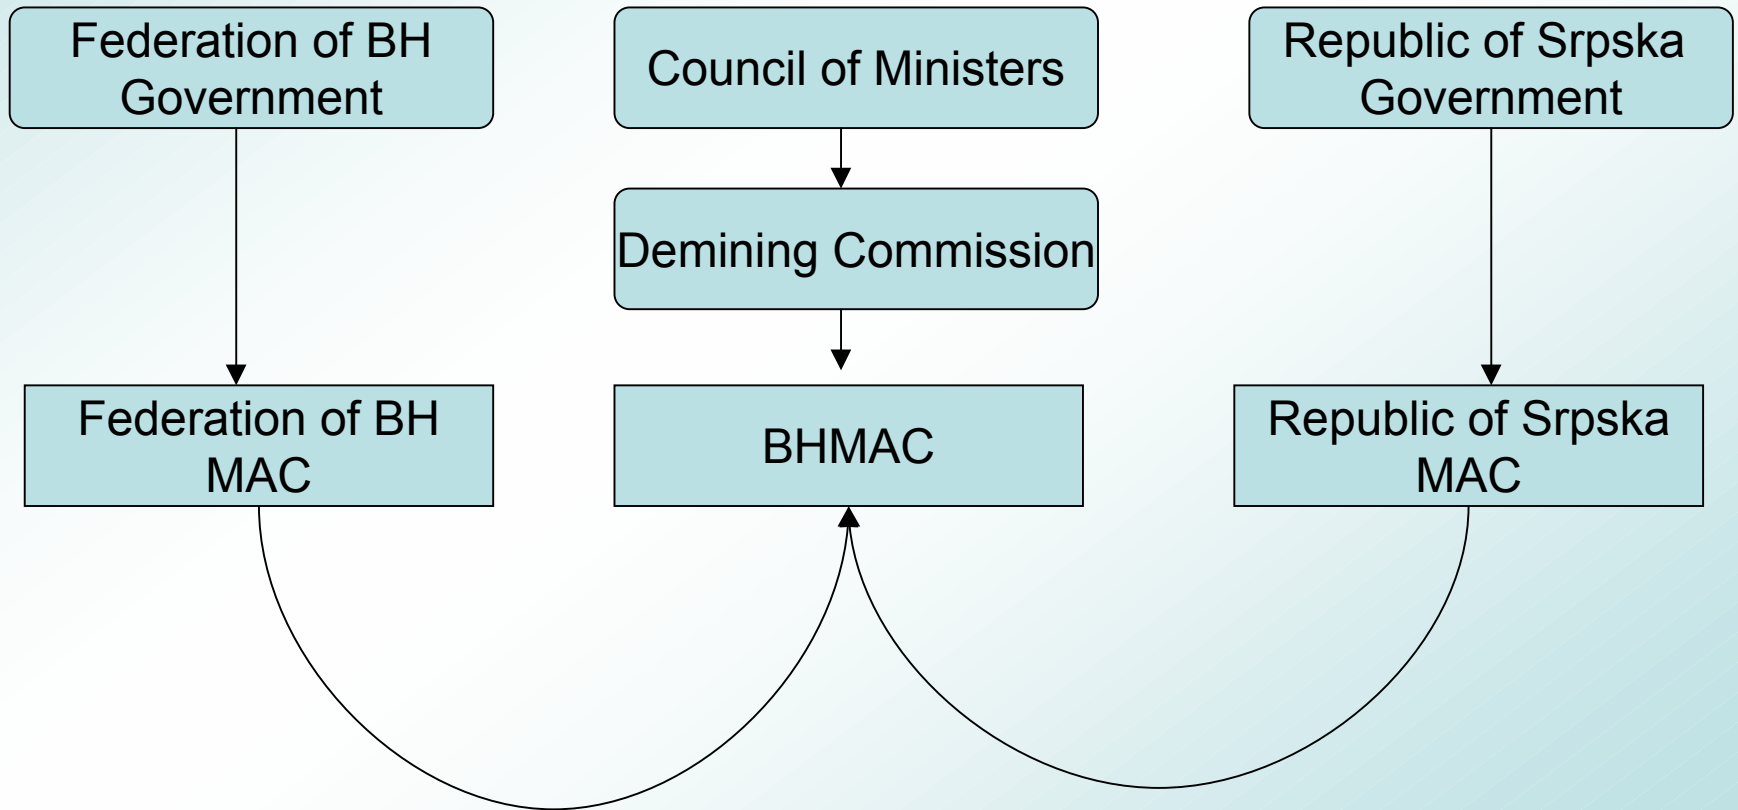 Federation of BH
Government
Council of Ministers
Republic of Srpska
Government
Demining Commission
Federation of BH
MAC
BHMAC
Republic of Srpska
MAC